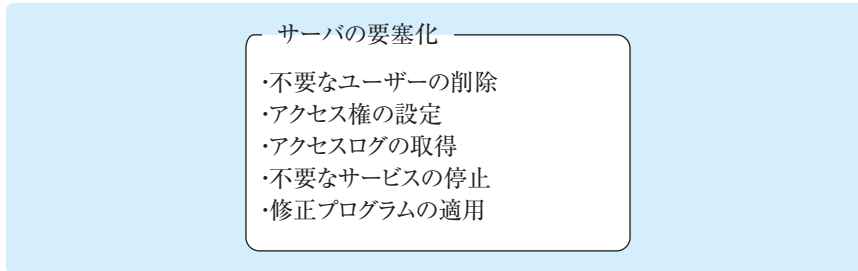 サーバの要塞化
・不要なユーザーの削除
・アクセス権の設定
・アクセスログの取得
・不要なサービスの停止
・修正プログラムの適用